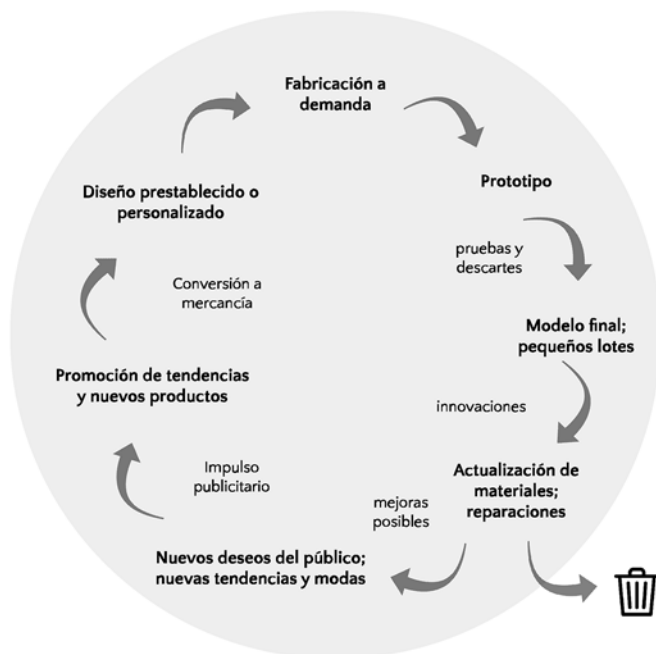 Fabricación a
demanda
Prototipo
pruebas y
descartes
Modelo final;
pequeños lotes
innovaciones
Actualización de
materiales;
reparaciones
mejoras
posibles
Nuevos deseos del público;
nuevas tendencias y modas
Impulso
publicitario
Promoción de tendencias
y nuevos productos
Conversión a
mercancía
Diseño prestablecido o
personalizado